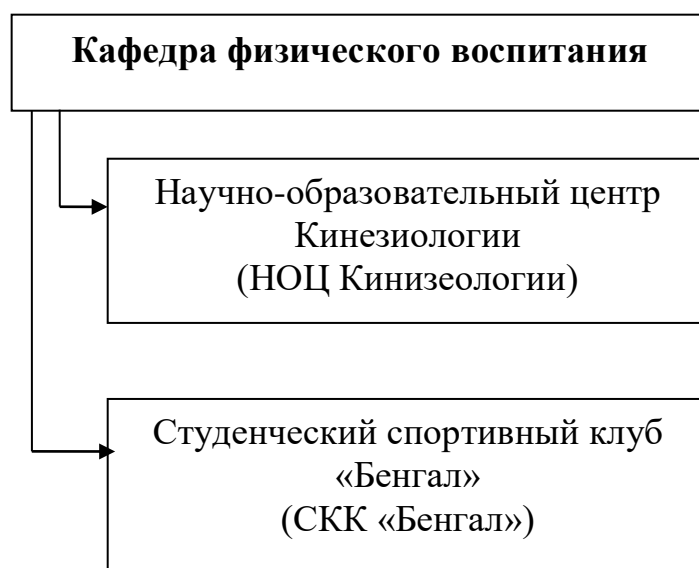 Кафедра физического воспитания
Научно-образовательный центр
Кинезиологии
(НОЦ Кинизеологии)
Студенческий спортивный клуб
«Бенгал»
(СКК «Бенгал»)